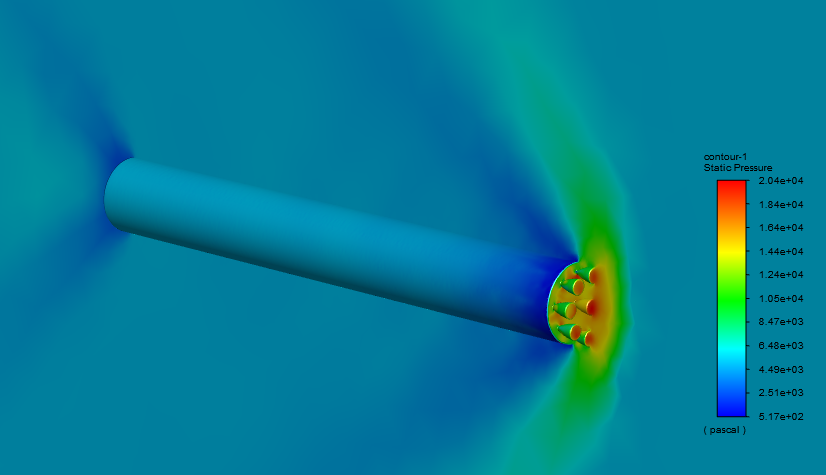 contour-1
Static Pressure
2.04e+04
1.84e+04
1.64e+04
1.44e+04
1.24e+04
1.05e+04
8.47e+03
6.48e+03
4.49e+03
2.51e+03
5.17e+02
( pascal )